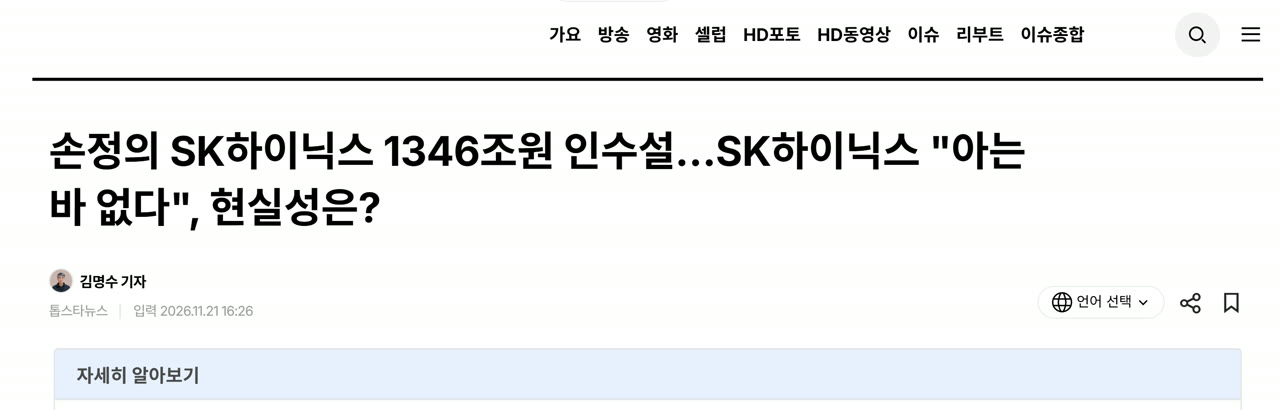 가요 방송 영화 셀럽 HD포토 HD동영상 이슈 리부트 이슈종합
손정의 SK하이닉스 1346조원 인수설...SK하이닉스 "아는
바 없다", 현실성은?
김명수 기자
톱스타뉴스 | 입력 2026.11.21 16:26
언어 선택
자세히 알아보기